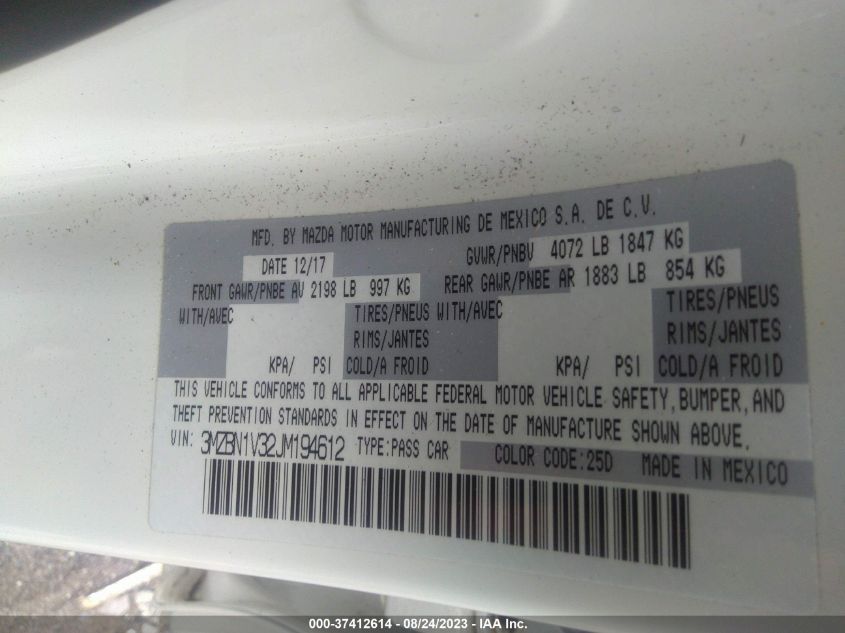 MFD. BY MAZDA MOTOR MANUFACTURING DE MEXICO S.A. DE C.V.
DATE 12/17 GVWR/PNBV 4072 LB 1847 KG
FRONT GAWR/PNBE AV 2198 LB 997 KG REAR GAWR/PNBE AR 1883 LB 854 KG
WITH/AVEC TIRES/PNEUS WITH/AVEC TIRES/PNEUS
RIMS/JANTES RIMS/JANTES
KPA/ PSI COLD/A FROID KPA/ PSI COLD/A FROID
THIS VEHICLE CONFORMS TO ALL APPLICABLE FEDERAL MOTOR VEHICLE SAFETY, BUMPER, AND
THEFT PREVENTION STANDARDS IN EFFECT ON THE DATE OF MANUFACTURE SHOWN ABOVE.
VIN: 3MZBN1V32JM194612 TYPE:PASS CAR COLOR CODE:25D MADE IN MEXICO
000-37412614 - 08/24/2023 - IAA Inc.